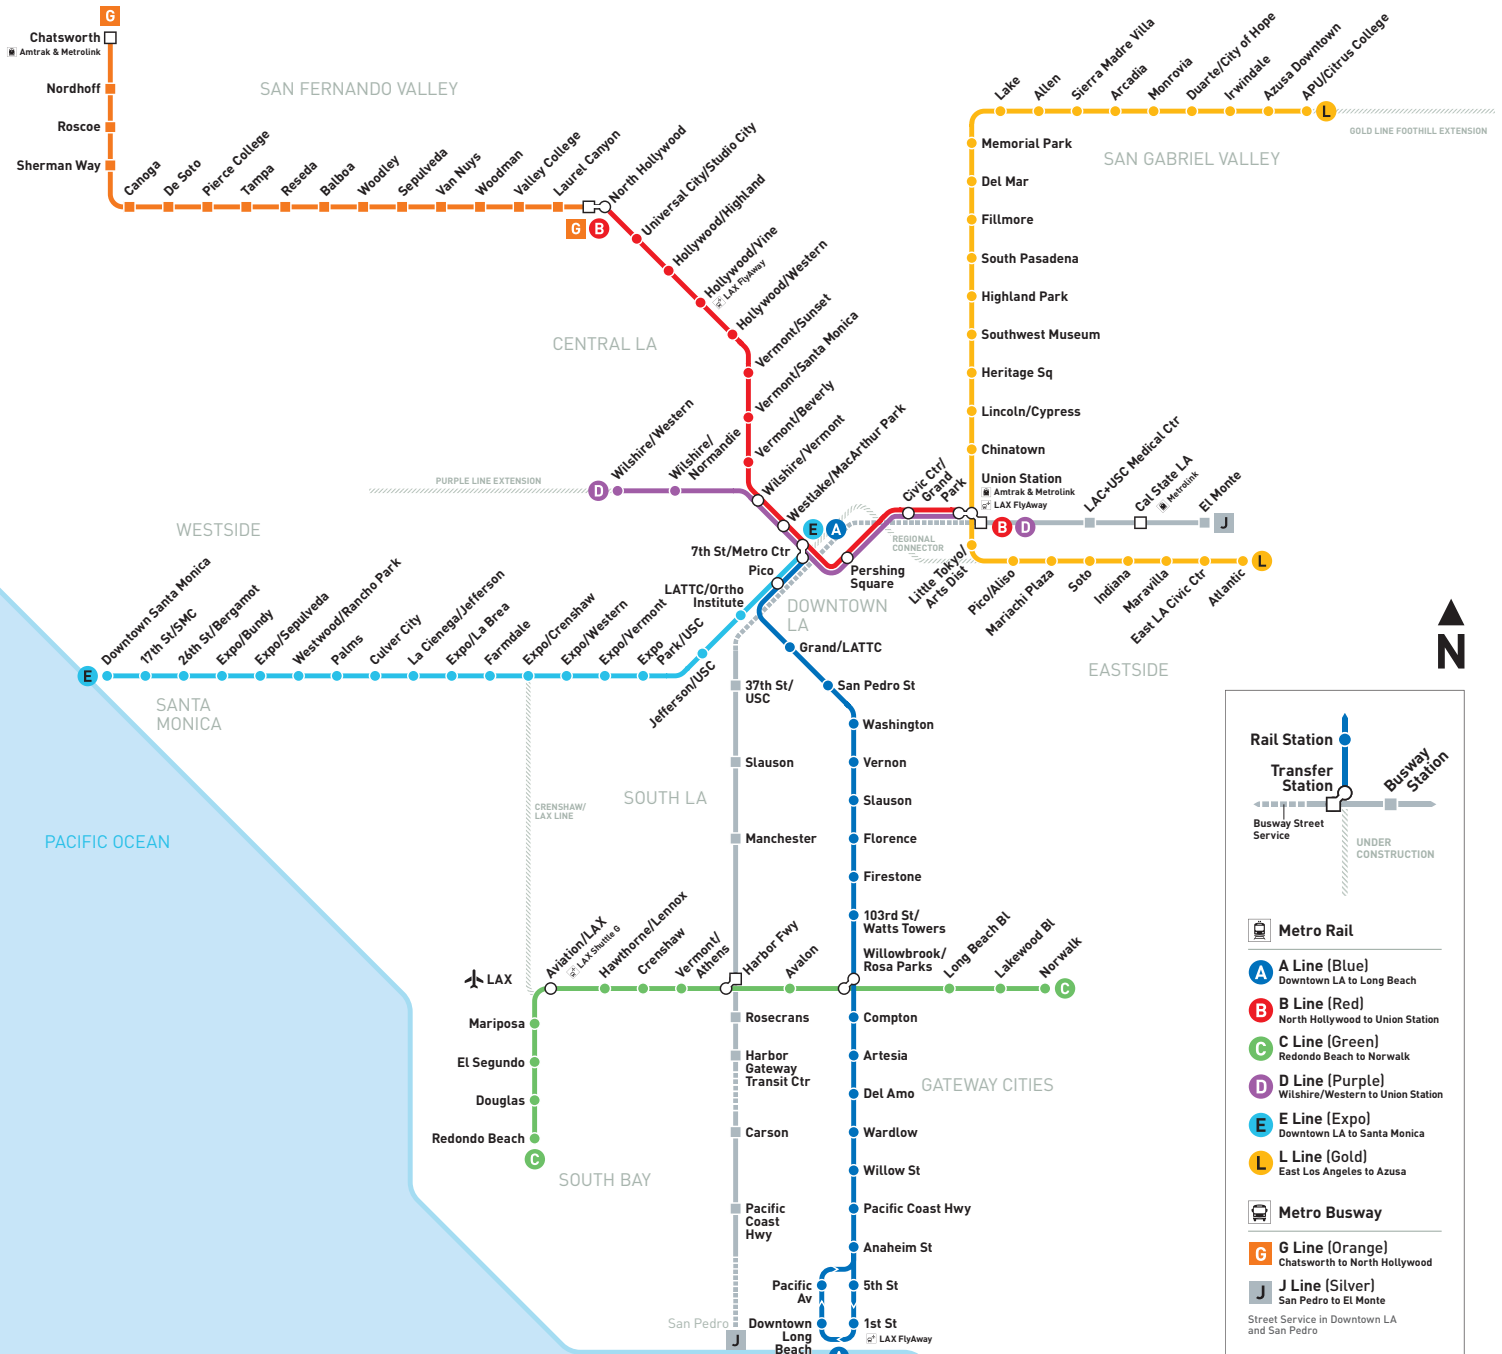 G
Chatsworth
Amtrak & Metrolink
Nordhoff
Roscoe
Sherman Way
SAN FERNANDO VALLEY
Canoga
De Soto
Pierce College
Tampa
Reseda
Balboa
Woodley
Sepulveda
Van Nuys
Woodman
Valley College
Laurel Canyon
North Hollywood
G
B
Universal City/Studio City
Hollywood/Highland
Hollywood/Vine
LAX FlyAway
Hollywood/Western
Vermont/Sunset
Vermont/Santa Monica
Vermont/Beverly
Wilshire/Vermont
Westlake/MacArthur Park
CENTRAL LA
Lake
Allen
Sierra Madre Villa
Arcadia
Monrovia
Duarte/City of Hope
Irwindale
Azusa Downtown
APU/Citrus College
L
GOLD LINE FOOTHILL EXTENSION
SAN GABRIEL VALLEY
Memorial Park
Del Mar
Fillmore
South Pasadena
Highland Park
Southwest Museum
Heritage Sq
Lincoln/Cypress
Chinatown
Union Station
Amtrak & Metrolink
LAX FlyAway
B
D
LAC+USC Medical Ctr
Cal State LA
Metrolink
El Monte
J
PURPLE LINE EXTENSION
D
Wilshire/Western
Wilshire/
Normandie
Civic Ctr/
Grand
Park
REGIONAL
CONNECTOR
E
A
7th St/Metro Ctr
Pico
Pershing
Square
Little Tokyo/
Arts Dist
Pico/Aliso
Mariachi Plaza
Soto
Indiana
Maravilla
East LA Civic Ctr
Atlantic
L
WESTSIDE
DOWNTOWN
LA
EASTSIDE
LATTC/Ortho
Institute
E
Downtown Santa Monica
17th St/SMC
26th St/Bergamot
Expo/Bundy
Expo/Sepulveda
Westwood/Rancho Park
Palms
Culver City
La Cienega/Jefferson
Expo/La Brea
Farmdale
Expo/Crenshaw
Expo/Western
Expo/Vermont
Expo
Park/USC
Jefferson/USC
SANTA
MONICA
PACIFIC OCEAN
CRENSHAW/
LAX LINE
SOUTH LA
37th St/
USC
Slauson
Manchester
Grand/LATTC
San Pedro St
Washington
Vernon
Slauson
Florence
Firestone
103rd St/
Watts Towers
Willowbrook/
Rosa Parks
LAX
Aviation/LAX
LAX Shuttle G
Hawthorne/Lennox
Crenshaw
Vermont/
Athens
Harbor Fwy
Avalon
Long Beach Bl
Lakewood Bl
Norwalk
C
Mariposa
El Segundo
Douglas
Redondo Beach
C
SOUTH BAY
Rosecrans
Harbor
Gateway
Transit Ctr
Carson
Pacific
Coast
Hwy
San Pedro
J
Compton
Artesia
Del Amo
GATEWAY CITIES
Wardlow
Willow St
Pacific Coast Hwy
Anaheim St
Pacific
Av
5th St
Downtown
Long
Beach
1st St
LAX FlyAway
A
N
Rail Station
Transfer
Station
Busway
Station
Busway Street
Service
UNDER
CONSTRUCTION
Metro Rail
A
A Line (Blue)
Downtown LA to Long Beach
B
B Line (Red)
North Hollywood to Union Station
C
C Line (Green)
Redondo Beach to Norwalk
D
D Line (Purple)
Wilshire/Western to Union Station
E
E Line (Expo)
Downtown LA to Santa Monica
L
L Line (Gold)
East Los Angeles to Azusa
Metro Busway
G
G Line (Orange)
Chatsworth to North Hollywood
J
J Line (Silver)
San Pedro to El Monte
Street Service in Downtown LA
and San Pedro